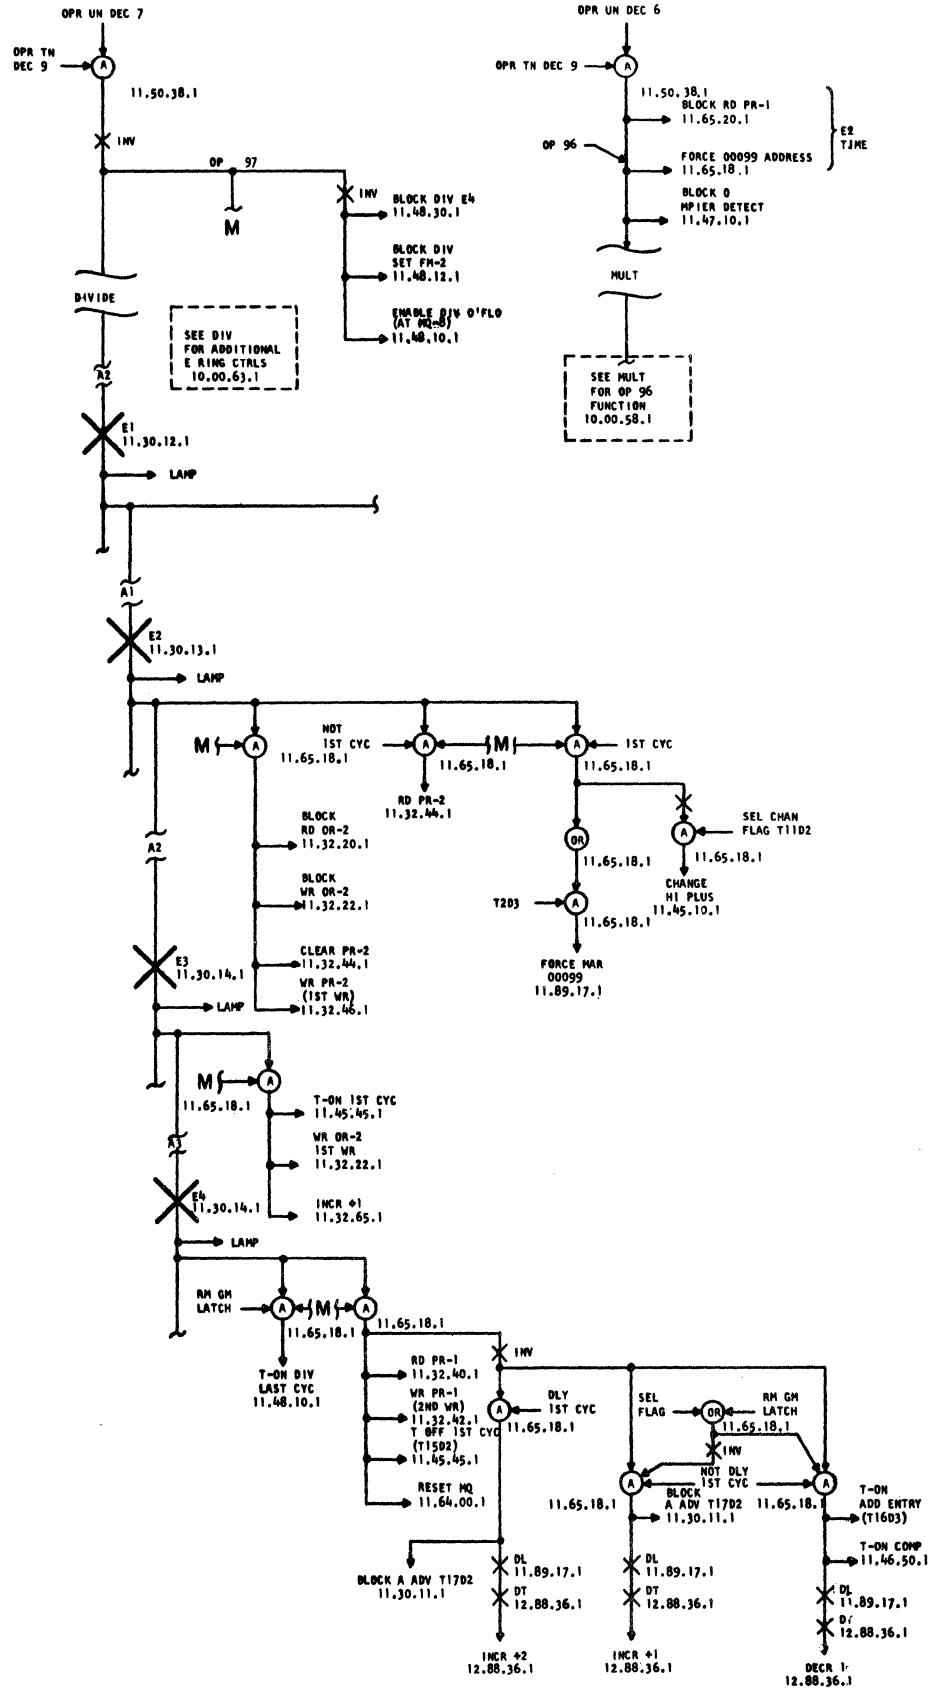 OPR UN DEC 7
OPR TN
DEC 9
A
11.50.38.1
INV
OP 97
M
INV
BLOCK DIV E4
11.48.30.1
BLOCK DIV
SET FM-2
11.48.12.1
ENABLE DIV O'FLO
(AT MQ-8)
11.48.10.1
DIVIDE
SEE DIV
FOR ADDITIONAL
E RING CTRLS
10.00.63.1
OPR UN DEC 6
OPR TN DEC 9
A
11.50.38.1
BLOCK RD PR-1
11.65.20.1
E2
TIME
OP 96
FORCE 00099 ADDRESS
11.65.18.1
BLOCK 0
MPIER DETECT
11.47.10.1
MULT
SEE MULT
FOR OP 96
FUNCTION
10.00.58.1
A2
E1
11.30.12.1
LAMP
A1
E2
11.30.13.1
LAMP
M
A
11.65.18.1
NOT
1ST CYC
A
11.65.18.1
M
A
1ST CYC
11.65.18.1
RD PR-2
11.32.44.1
BLOCK
RD OR-2
11.32.20.1
BLOCK
WR OR-2
11.32.22.1
CLEAR PR-2
11.32.44.1
WR PR-2
(1ST WR)
11.32.46.1
OR
11.65.18.1
A
SEL CHAN
FLAG T11D2
11.65.18.1
CHANGE
HI PLUS
11.45.10.1
T2D3
A
11.65.18.1
FORCE MAR
00099
11.89.17.1
A2
E3
11.30.14.1
LAMP
M
A
11.65.18.1
T-ON 1ST CYC
11.45.45.1
WR OR-2
1ST WR
11.32.22.1
INCR +1
11.32.65.1
A3
E4
11.30.14.1
LAMP
RM GM
LATCH
A
M
A
11.65.18.1
11.65.18.1
T-ON DIV
LAST CYC
11.48.10.1
RD PR-1
11.32.40.1
WR PR-1
(2ND WR)
11.32.42.1
T OFF 1ST CYC
(T15D2)
11.45.45.1
RESET MQ
11.64.00.1
INV
A
DLY
1ST CYC
11.65.18.1
SEL
FLAG
OR
RM GM
LATCH
11.65.18.1
INV
A
NOT DLY
1ST CYC
A
11.65.18.1
BLOCK
A ADV T17D2
11.30.11.1
11.65.18.1
T-ON
ADD ENTRY
(T16D3)
T-ON COMP
11.46.50.1
BLOCK A ADV T17D2
11.30.11.1
DL
11.89.17.1
DT
12.88.36.1
DL
11.89.17.1
DT
12.88.36.1
DL
11.89.17.1
12.88.36.1
INCR +2
12.88.36.1
INCR +1
12.88.36.1
DECR 1
12.88.36.1